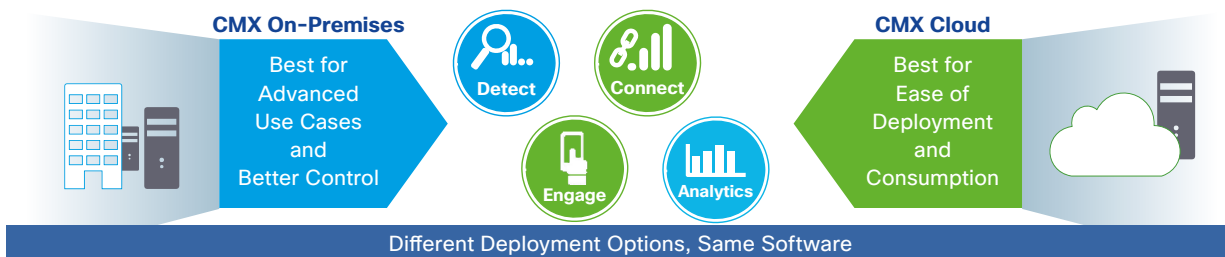 CMX On-Premises
Best for
Advanced
Use Cases
and
Better Control
Detect
Connect
Engage
Analytics
CMX Cloud
Best for
Ease of
Deployment
and
Consumption
Different Deployment Options, Same Software